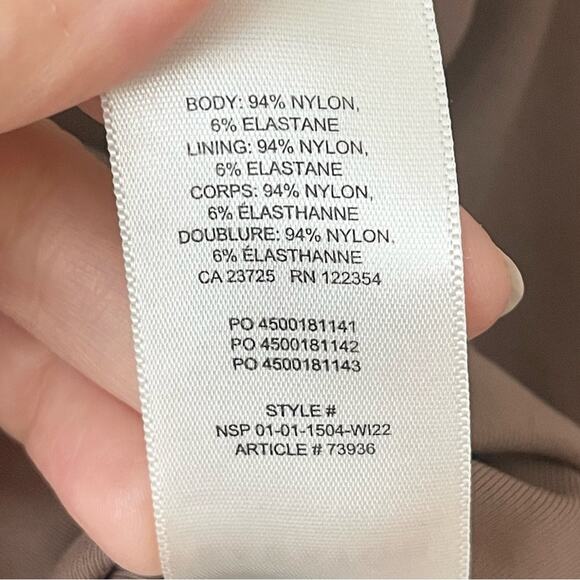 BODY: 94% NYLON,
6% ELASTANE
LINING: 94% NYLON,
6% ELASTANE
CORPS: 94% NYLON,
6% ÉLASTHANNE
DOUBLURE: 94% NYLON,
6% ÉLASTHANNE
CA 23725 RN 122354
PO 4500181141
PO 4500181142
PO 4500181143
STYLE #
NSP 01-01-1504-WI22
ARTICLE # 73936